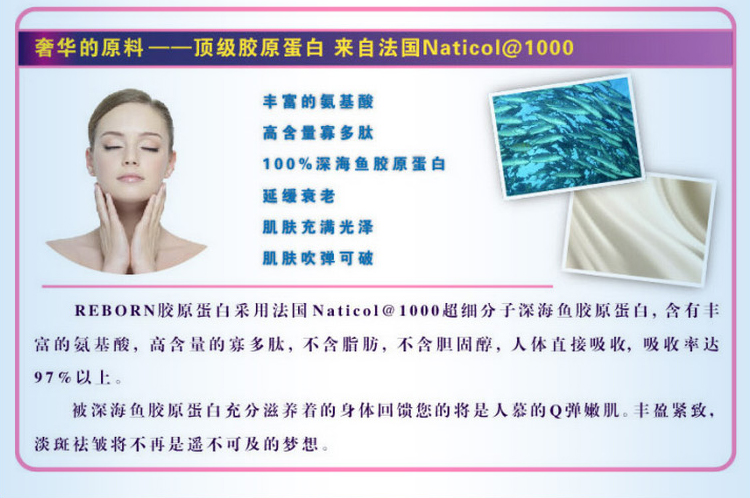 奢华的原料——顶级胶原蛋白 来自法国Naticol@1000
丰富的氨基酸
高含量寡多肽
100%深海鱼胶原蛋白
延缓衰老
肌肤充满光泽
肌肤吹弹可破
REBORN胶原蛋白采用法国Naticol@1000超细分子深海鱼胶原蛋白,含有丰
富的氨基酸,高含量的寡多肽,不含脂肪,不含胆固醇,人体直接吸收,吸收率达
97%以上。
被深海鱼胶原蛋白充分滋养着的身体回馈您的将是人慕的Q弹嫩肌。丰盈紧致,
淡斑祛皱将不再是遥不可及的梦想。